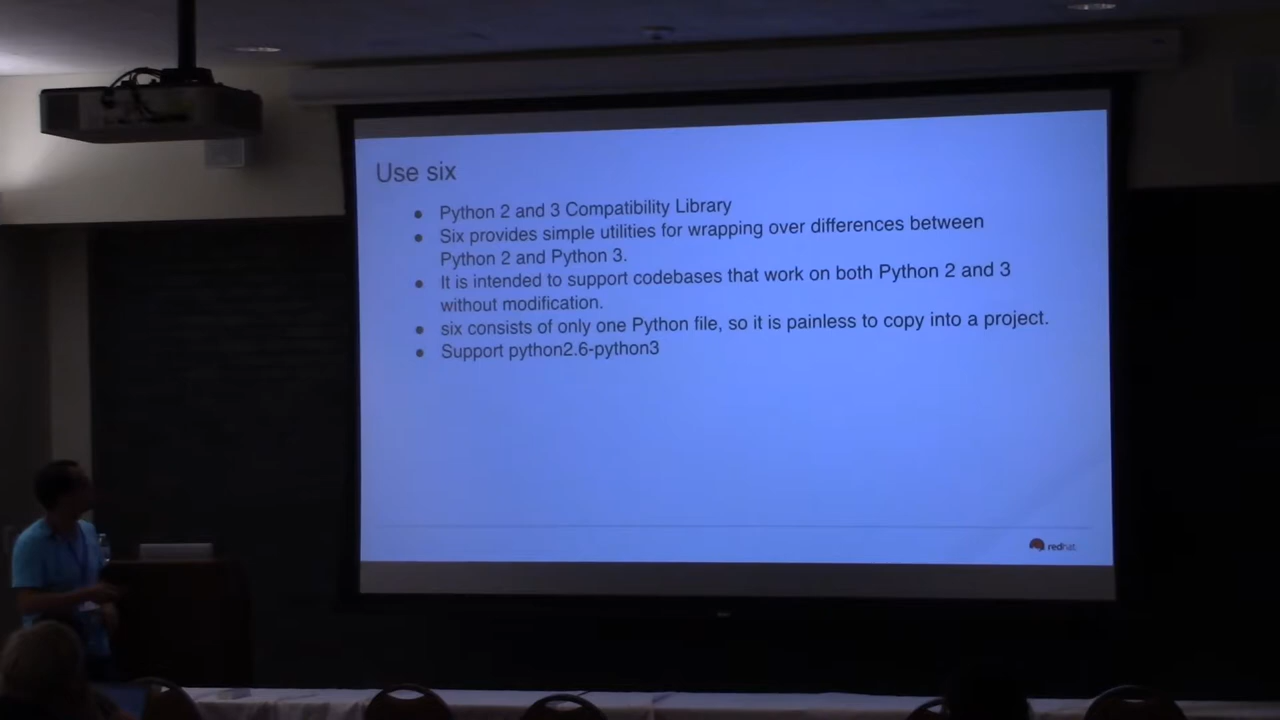 Use six
● Python 2 and 3 Compatibility Library
● Six provides simple utilities for wrapping over differences between
Python 2 and Python 3.
● It is intended to support codebases that work on both Python 2 and 3
without modification.
● six consists of only one Python file, so it is painless to copy into a project.
● Support python2.6-python3
redhat